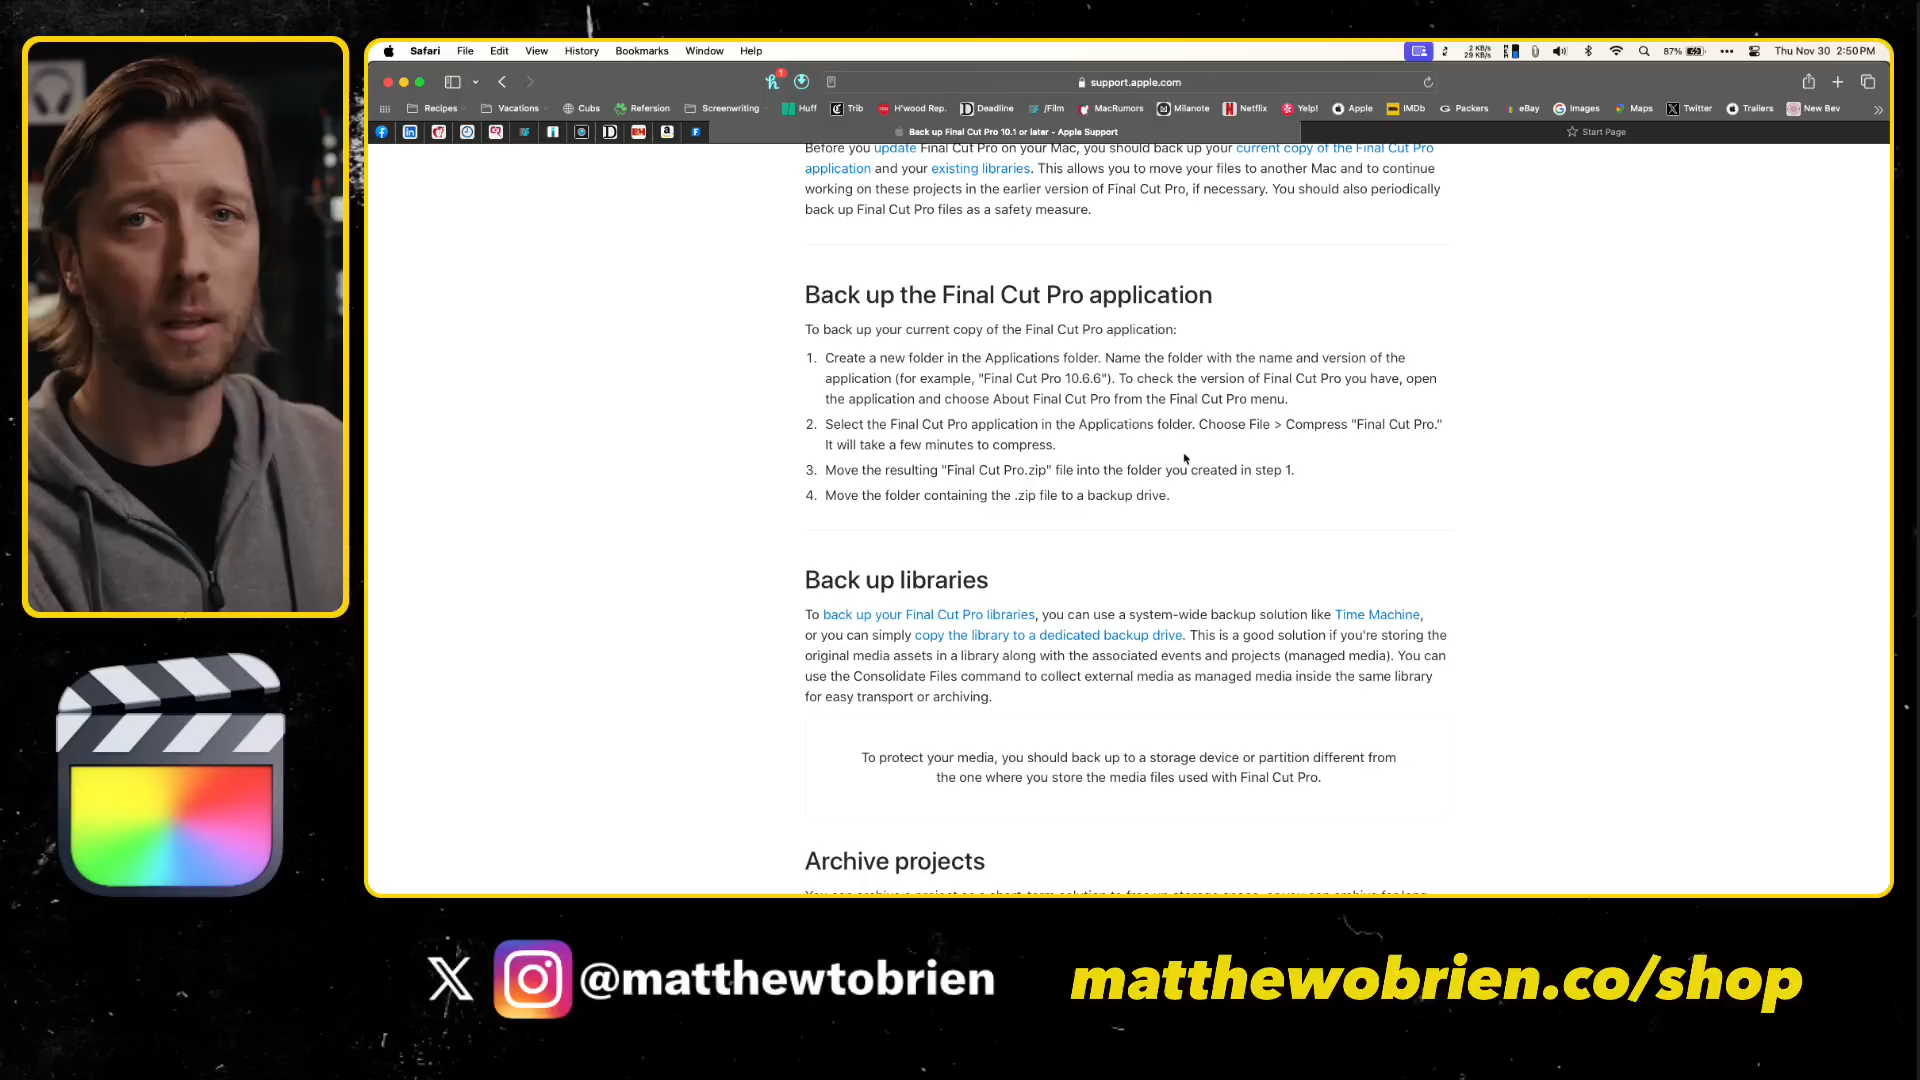 Safari File Edit View History Bookmarks Window Help
2 KB/s
29 KB/s
87%
Thu Nov 30 2:50 PM
1
support.apple.com
Recipes Vacations Cubs Refersion Screenwriting Huff Trib H'wood Rep. Deadline /Film MacRumors Milanote Netflix Yelp! Apple IMDb Packers eBay Images Maps Twitter Trailers New Bev
Back up Final Cut Pro 10.1 or later - Apple Support
Start Page
Before you update Final Cut Pro on your Mac, you should back up your current copy of the Final Cut Pro
application and your existing libraries. This allows you to move your files to another Mac and to continue
working on these projects in the earlier version of Final Cut Pro, if necessary. You should also periodically
back up Final Cut Pro files as a safety measure.
Back up the Final Cut Pro application
To back up your current copy of the Final Cut Pro application:
1. Create a new folder in the Applications folder. Name the folder with the name and version of the
application (for example, "Final Cut Pro 10.6.6"). To check the version of Final Cut Pro you have, open
the application and choose About Final Cut Pro from the Final Cut Pro menu.
2. Select the Final Cut Pro application in the Applications folder. Choose File > Compress "Final Cut Pro."
It will take a few minutes to compress.
3. Move the resulting "Final Cut Pro.zip" file into the folder you created in step 1.
4. Move the folder containing the .zip file to a backup drive.
Back up libraries
To back up your Final Cut Pro libraries, you can use a system-wide backup solution like Time Machine,
or you can simply copy the library to a dedicated backup drive. This is a good solution if you're storing the
original media assets in a library along with the associated events and projects (managed media). You can
use the Consolidate Files command to collect external media as managed media inside the same library
for easy transport or archiving.
To protect your media, you should back up to a storage device or partition different from
the one where you store the media files used with Final Cut Pro.
Archive projects
@matthewtobrien
matthewobrien.co/shop